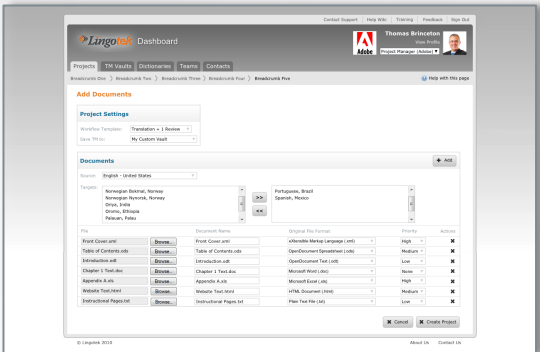 Contact Support | Help Wiki | Training | Feedback | Sign Out
Lingotek Dashboard
Adobe
Thomas Brinceton
View Profile
Project Manager (Adobe)
Projects TM Vaults Dictionaries Teams Contacts
Breadcrumb One Breadcrumb Two Breadcrumb Three Breadcrumb Four Breadcrumb Five Help with this page
Add Documents
Project Settings
Workflow Template: Translation + 1 Review
Save TM In: My Custom Vault
Documents + Add
Source: English - United States
Targets:
Norwegian Bokmal, Norway
Norwegian Nynorsk, Norway
Oriya, India
Oromo, Ethiopia
Palauan, Palau
>>
<<
Portuguese, Brazil
Spanish, Mexico
File Document Name Original File Format: Priority Actions
Front Cover.xml Browse... Front Cover.xml eXtensible Markup Language (.xml) High
Table of Contents.ods Browse... Table of Contents.ods OpenDocument Spreadsheet (.ods) Medium
Introduction.odt Browse... Introduction.odt OpenDocument Text (.odt) Low
Chapter 1 Text.doc Browse... Chapter 1 Text.doc Microsoft Word (.doc) None
Appendix A.xls Browse... Appendix A.xls Microsoft Excel (.xls) High
Website Text.html Browse... Website Text.html HTML Document (.html) Medium
Instructional Pages.txt Browse... Instructional Pages.txt Plain Text File (.txt) Low
Cancel Create Project
© Lingotek 2010 About Us Contact Us